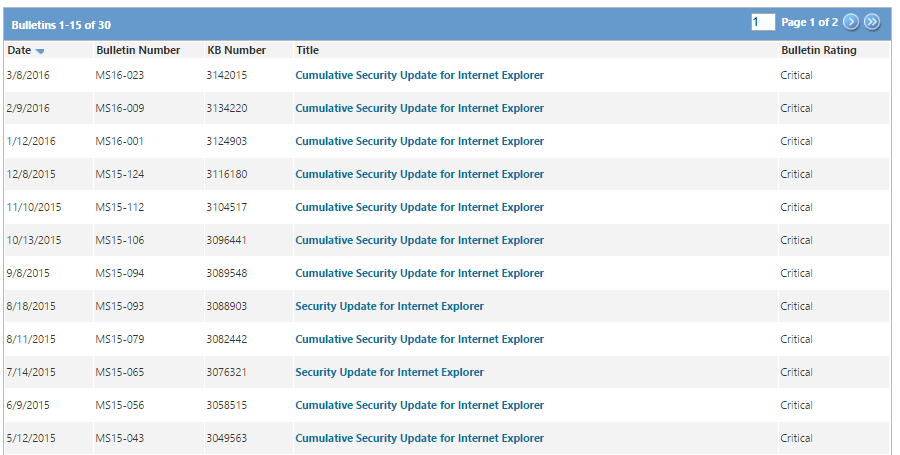 Bulletins 1-15 of 30 1 Page 1 of 2
Date Bulletin Number KB Number Title Bulletin Rating
3/8/2016 MS16-023 3142015 Cumulative Security Update for Internet Explorer Critical
2/9/2016 MS16-009 3134220 Cumulative Security Update for Internet Explorer Critical
1/12/2016 MS16-001 3124903 Cumulative Security Update for Internet Explorer Critical
12/8/2015 MS15-124 3116180 Cumulative Security Update for Internet Explorer Critical
11/10/2015 MS15-112 3104517 Cumulative Security Update for Internet Explorer Critical
10/13/2015 MS15-106 3096441 Cumulative Security Update for Internet Explorer Critical
9/8/2015 MS15-094 3089548 Cumulative Security Update for Internet Explorer Critical
8/18/2015 MS15-093 3088903 Security Update for Internet Explorer Critical
8/11/2015 MS15-079 3082442 Cumulative Security Update for Internet Explorer Critical
7/14/2015 MS15-065 3076321 Security Update for Internet Explorer Critical
6/9/2015 MS15-056 3058515 Cumulative Security Update for Internet Explorer Critical
5/12/2015 MS15-043 3049563 Cumulative Security Update for Internet Explorer Critical